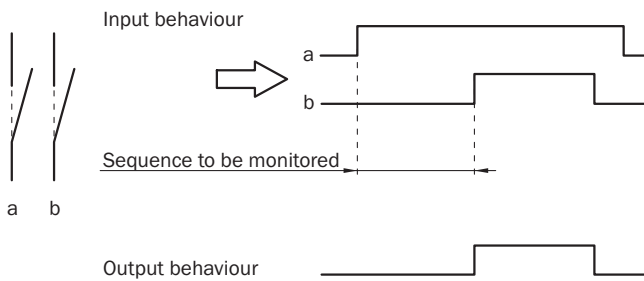 Input behaviour
a
b
Sequence to be monitored
a b
Output behaviour